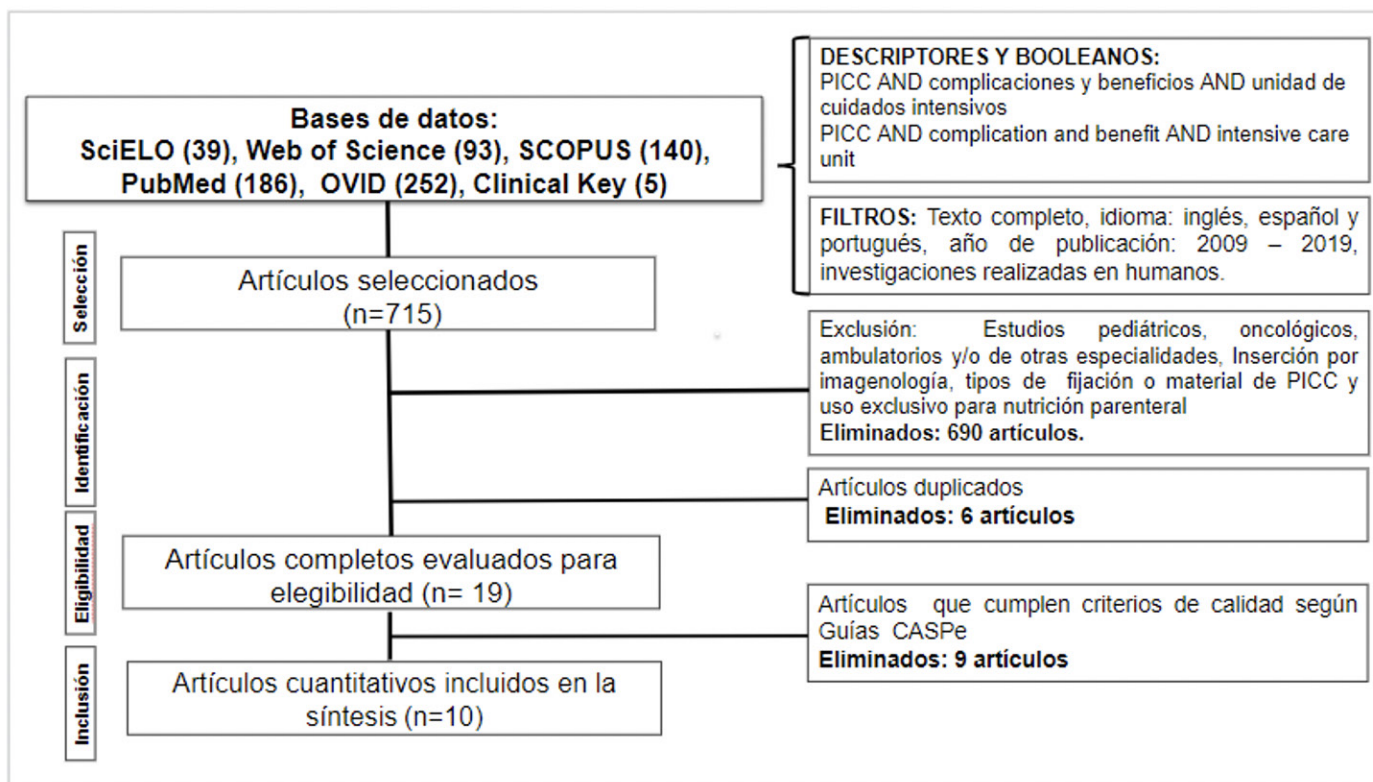 Bases de datos:
SciELO (39), Web of Science (93), SCOPUS (140),
PubMed (186), OVID (252), Clinical Key (5)
DESCRIPTORES Y BOOLEANOS:
PICC AND complicaciones y beneficios AND unidad de
cuidados intensivos
PICC AND complication and benefit AND intensive care
unit
FILTROS: Texto completo, idioma: inglés, español y
portugués, año de publicación: 2009 – 2019,
investigaciones realizadas en humanos.
Selección
Artículos seleccionados
(n=715)
Identificación
Exclusión: Estudios pediátricos, oncológicos,
ambulatorios y/o de otras especialidades, Inserción por
imagenología, tipos de fijación o material de PICC y
uso exclusivo para nutrición parenteral
Eliminados: 690 artículos.
Artículos duplicados
Eliminados: 6 artículos
Eligibilidad
Artículos completos evaluados para
elegibilidad (n= 19)
Artículos que cumplen criterios de calidad según
Guías CASPe
Eliminados: 9 artículos
Inclusión
Artículos cuantitativos incluidos en la
síntesis (n=10)